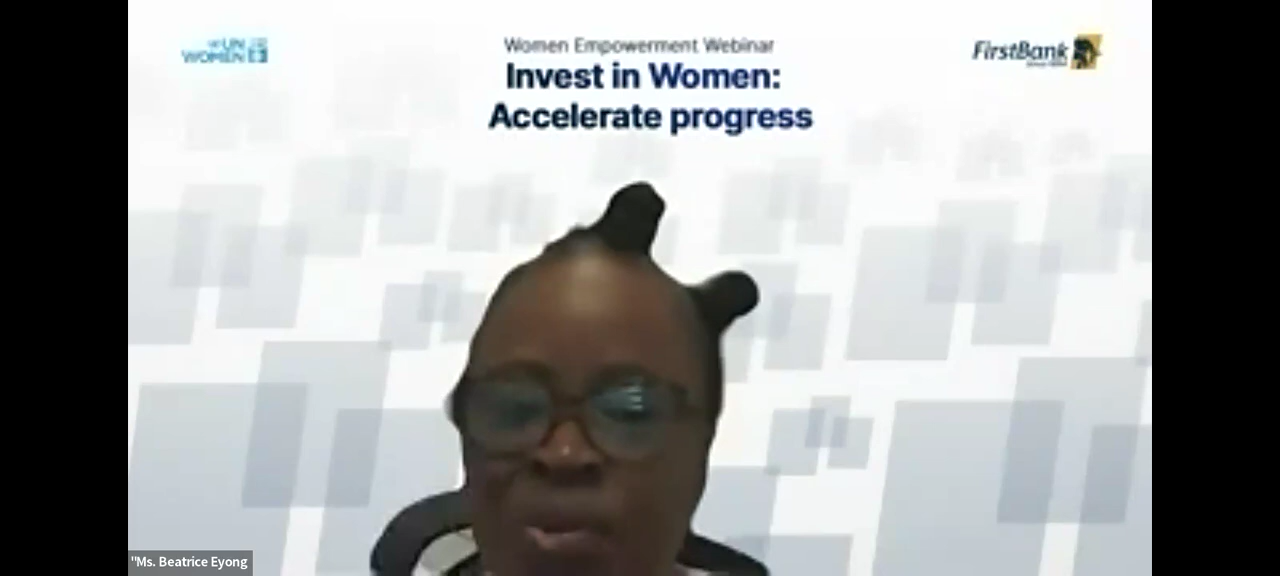 UN
WOMEN
Women Empowerment Webinar
Invest in Women:
Accelerate progress
FirstBank
"Ms. Beatrice Eyong